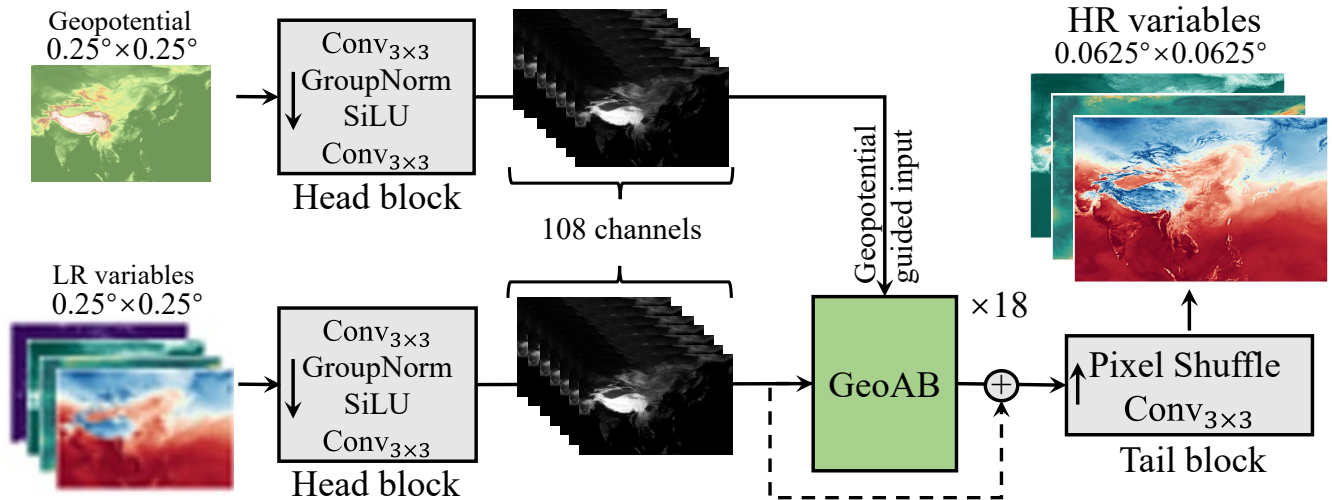 Geopotential
0.25°×0.25°
Conv3×3
GroupNorm
SiLU
Conv3×3
Head block
108 channels
Geopotential
guided input
HR variables
0.0625°×0.0625°
LR variables
0.25°×0.25°
Conv3×3
GroupNorm
SiLU
Conv3×3
Head block
GeoAB
×18
+
Pixel Shuffle
Conv3×3
Tail block